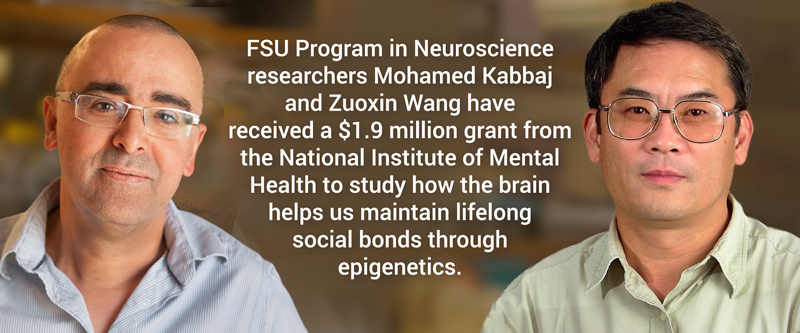 FSU Program in Neuroscience
researchers Mohamed Kabbaj
and Zuoxin Wang have
received a $1.9 million grant from
the National Institute of Mental
Health to study how the brain
helps us maintain lifelong
social bonds through
epigenetics.